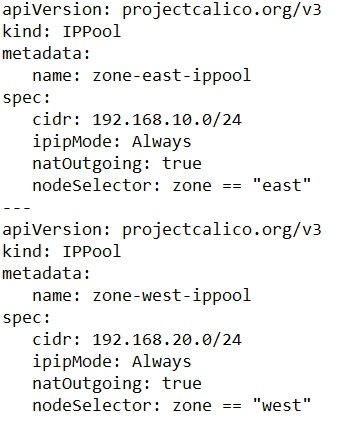 apiVersion: projectcalico.org/v3
kind: IPPool
metadata:
   name: zone-east-ippool
spec:
   cidr: 192.168.10.0/24
   ipipMode: Always
   natOutgoing: true
   nodeSelector: zone == "east"
---
apiVersion: projectcalico.org/v3
kind: IPPool
metadata:
   name: zone-west-ippool
spec:
   cidr: 192.168.20.0/24
   ipipMode: Always
   natOutgoing: true
   nodeSelector: zone == "west"